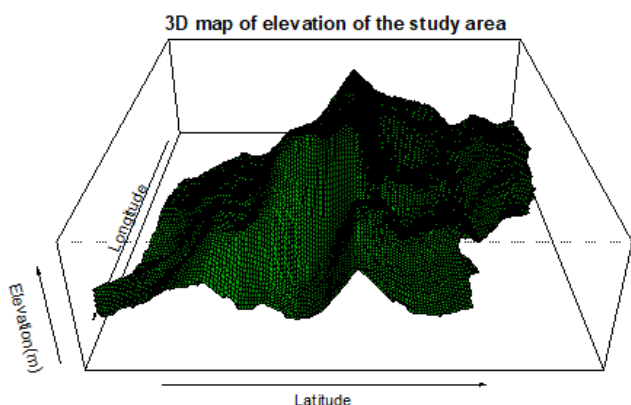 3D map of elevation of the study area
Longitude
Elevation(m)
Latitude